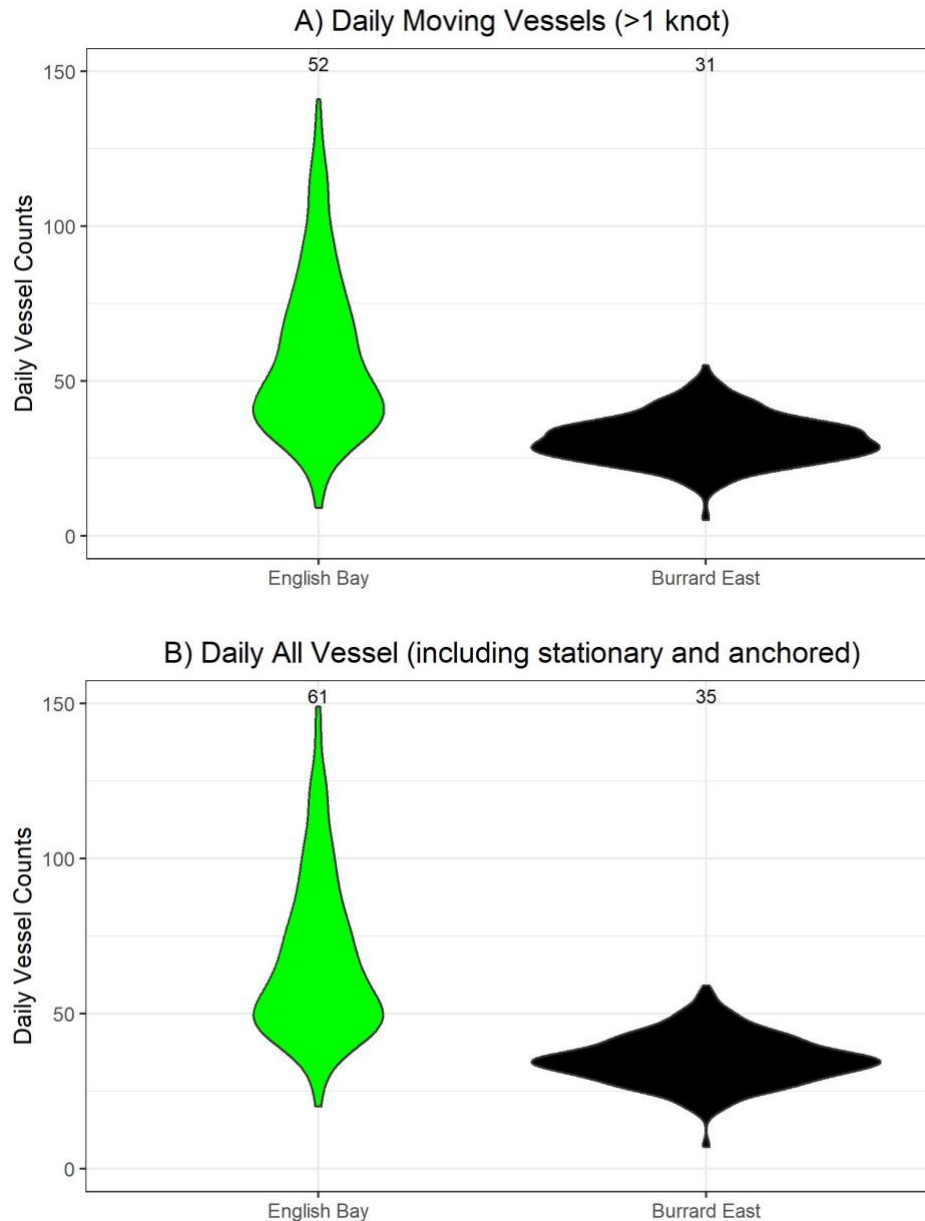 A) Daily Moving Vessels (>1 knot)
52 31
150
100
50
0
Daily Vessel Counts
English Bay Burrard East
B) Daily All Vessel (including stationary and anchored)
61 35
150
100
50
0
Daily Vessel Counts
English Bay Burrard East